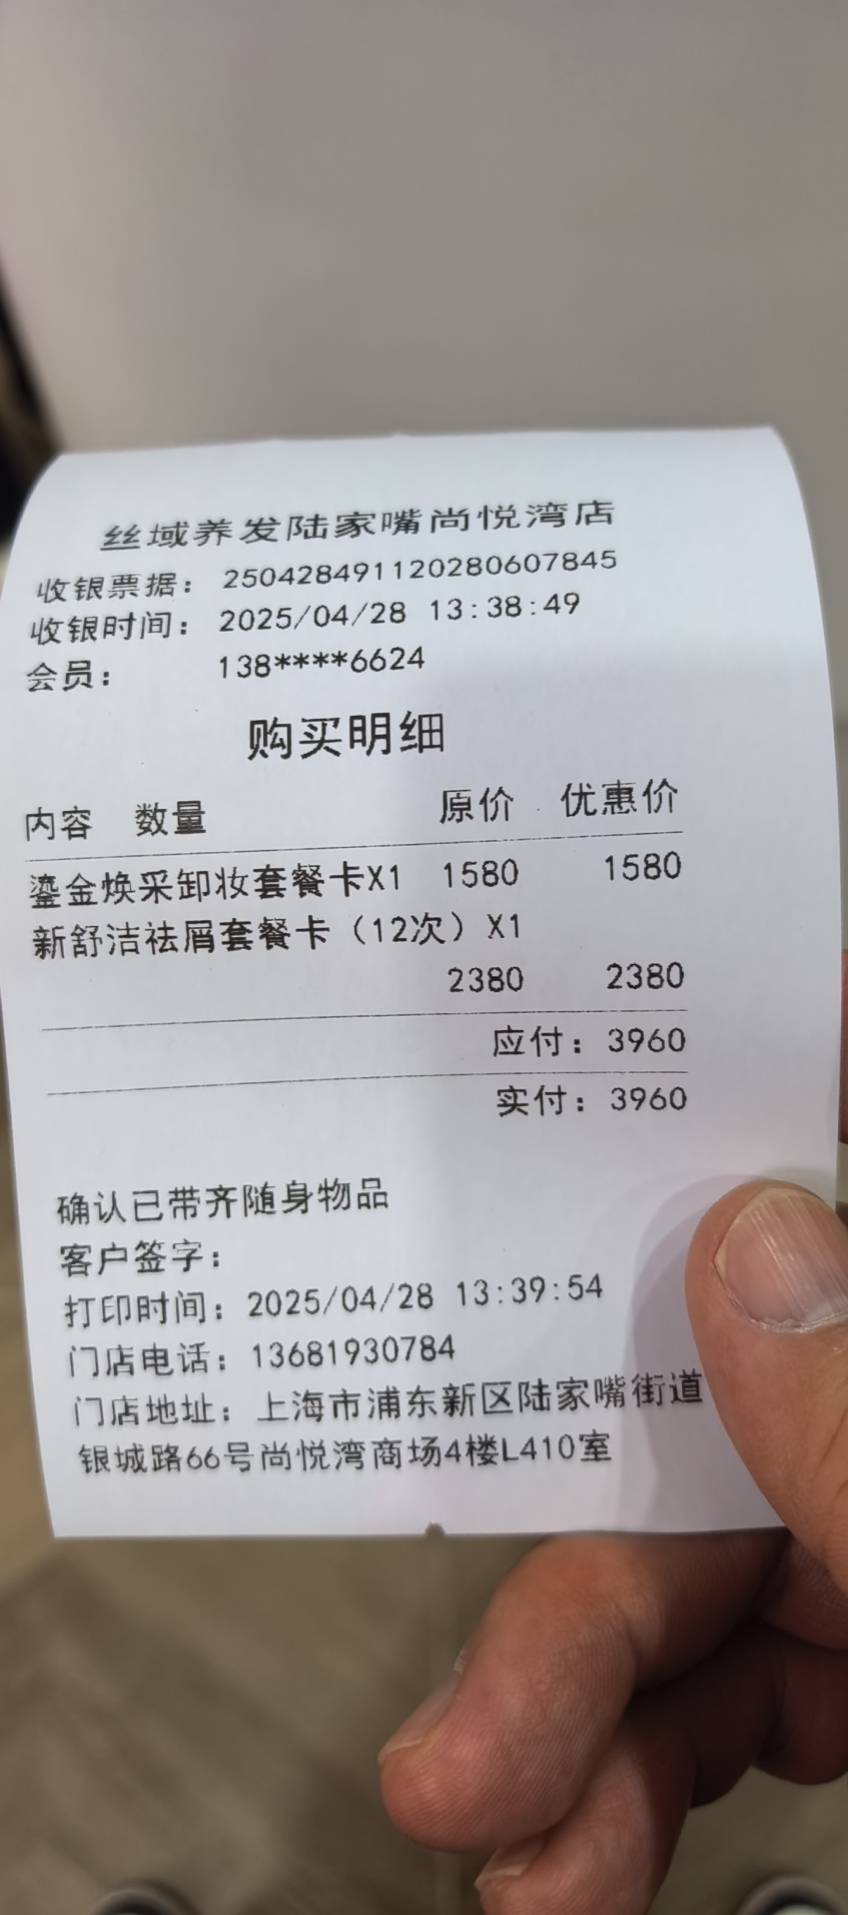 丝域养发陆家嘴尚悦湾店
收银票据：250428491120280607845
收银时间：2025/04/28 13:38:49
会员： 138****6624
购买明细
内容 数量 原价 优惠价
鎏金焕采卸妆套餐卡X1 1580 1580
新舒洁祛屑套餐卡（12次）X1
2380 2380
应付：3960
实付：3960
确认已带齐随身物品
客户签字：
打印时间：2025/04/28 13:39:54
门店电话：13681930784
门店地址：上海市浦东新区陆家嘴街道
银城路66号尚悦湾商场4楼L410室